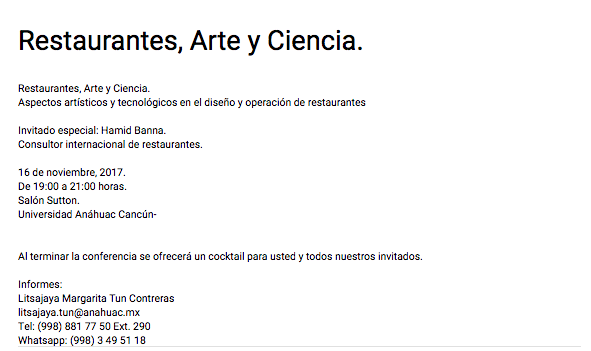 Restaurantes, Arte y Ciencia.
Restaurantes, Arte y Ciencia.
Aspectos artísticos y tecnológicos en el diseño y operación de restaurantes
Invitado especial: Hamid Banna.
Consultor internacional de restaurantes.
16 de noviembre, 2017.
De 19:00 a 21:00 horas.
Salón Sutton.
Universidad Anáhuac Cancún-
Al terminar la conferencia se ofrecerá un cocktail para usted y todos nuestros invitados.
Informes:
Litsajaya Margarita Tun Contreras
litsajaya.tun@anahuac.mx
Tel: (998) 881 77 50 Ext. 290
Whatsapp: (998) 3 49 51 18